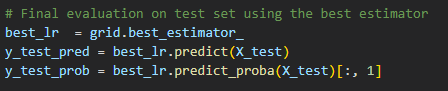 # Final evaluation on test set using the best estimator
best_lr  = grid.best_estimator_
y_test_pred = best_lr.predict(X_test)
y_test_prob = best_lr.predict_proba(X_test)[:, 1]